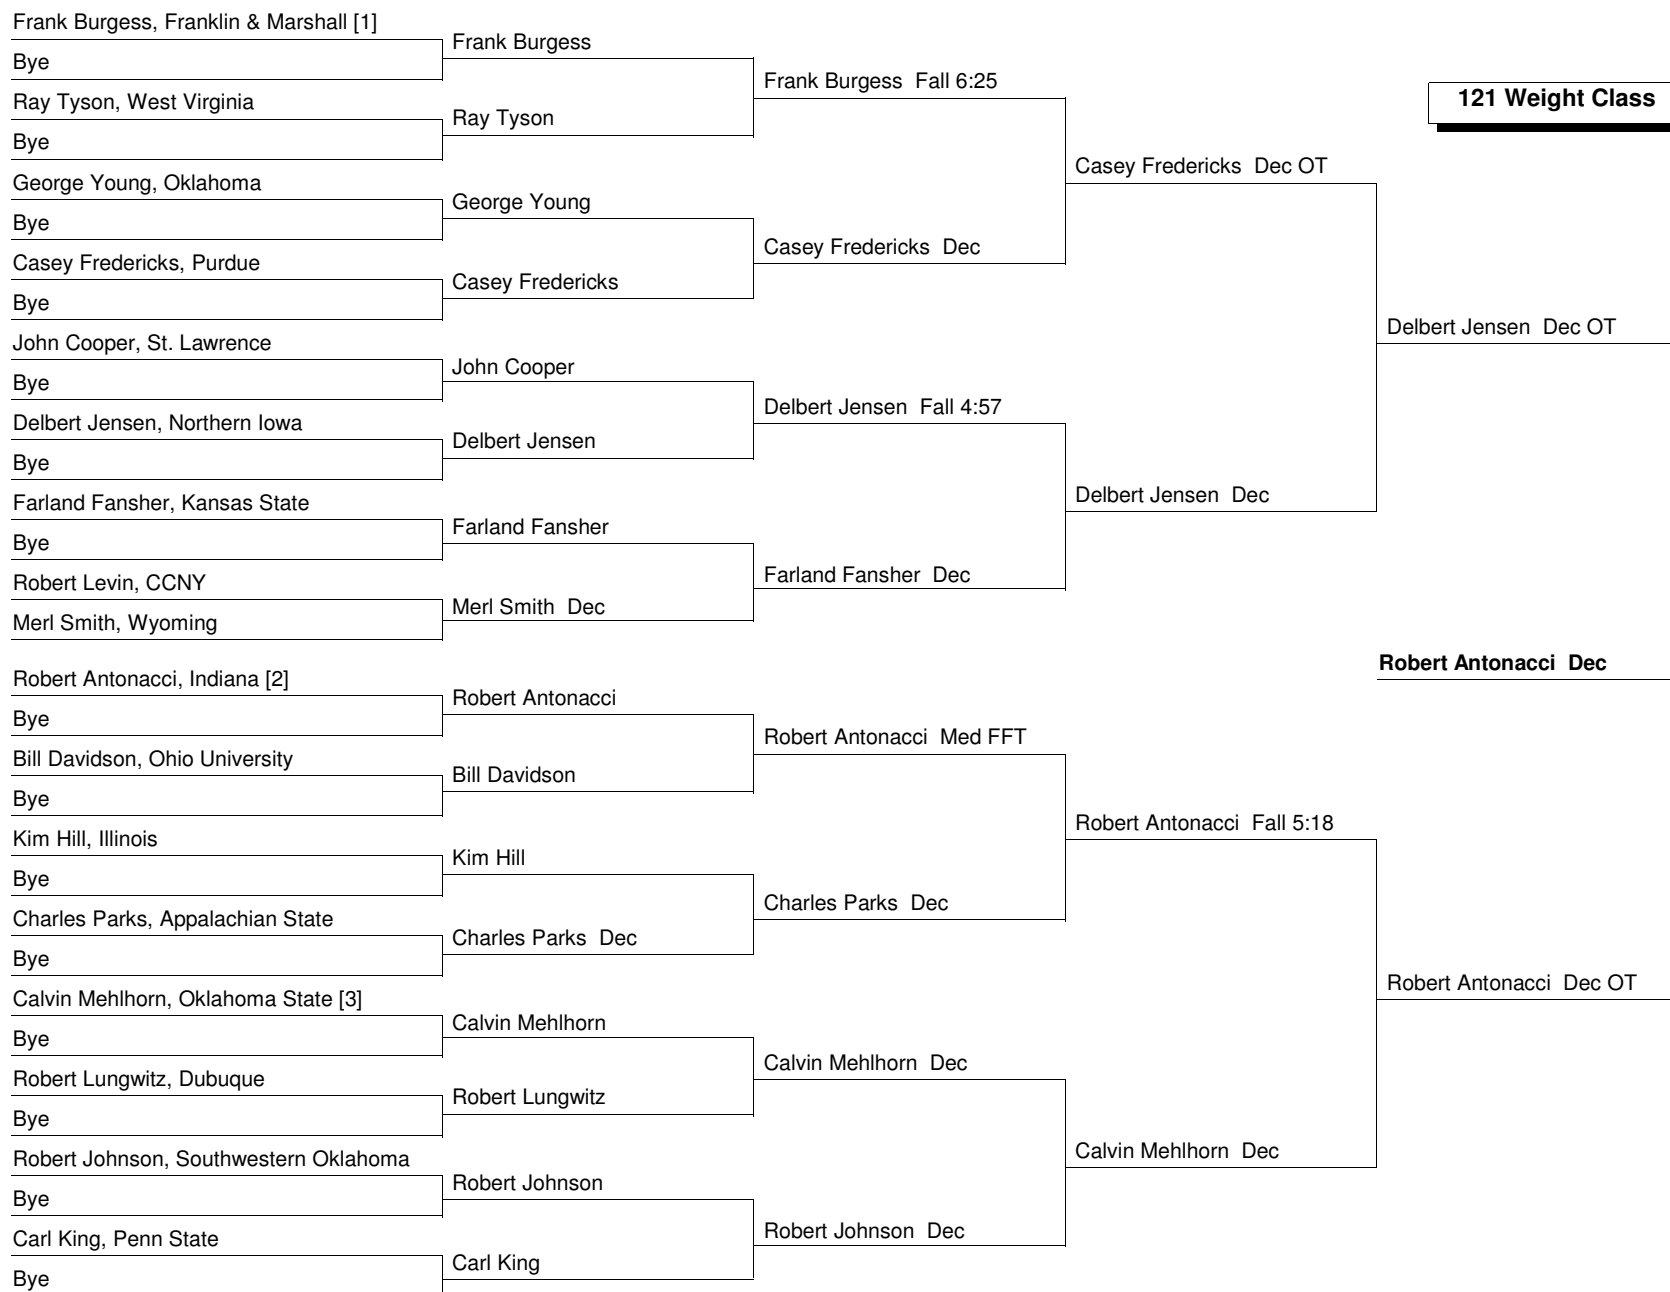 Frank Burgess, Franklin & Marshall [1]
Bye
Ray Tyson, West Virginia
Bye
George Young, Oklahoma
Bye
Casey Fredericks, Purdue
Bye
John Cooper, St. Lawrence
Bye
Delbert Jensen, Northern Iowa
Bye
Farland Fansher, Kansas State
Bye
Robert Levin, CCNY
Merl Smith, Wyoming
Robert Antonacci, Indiana [2]
Bye
Bill Davidson, Ohio University
Bye
Kim Hill, Illinois
Bye
Charles Parks, Appalachian State
Bye
Calvin Mehlhorn, Oklahoma State [3]
Bye
Robert Lungwitz, Dubuque
Bye
Robert Johnson, Southwestern Oklahoma
Bye
Carl King, Penn State
Bye
Frank Burgess
Ray Tyson
George Young
Casey Fredericks
John Cooper
Delbert Jensen
Farland Fansher
Merl Smith Dec
Robert Antonacci
Bill Davidson
Kim Hill
Charles Parks Dec
Calvin Mehlhorn
Robert Lungwitz
Robert Johnson
Carl King
Frank Burgess Fall 6:25
Casey Fredericks Dec
Delbert Jensen Fall 4:57
Farland Fansher Dec
Robert Antonacci Med FFT
Charles Parks Dec
Calvin Mehlhorn Dec
Robert Johnson Dec
Casey Fredericks Dec OT
Delbert Jensen Dec
Robert Antonacci Fall 5:18
Calvin Mehlhorn Dec
121 Weight Class
Delbert Jensen Dec OT
Robert Antonacci Dec
Robert Antonacci Dec OT